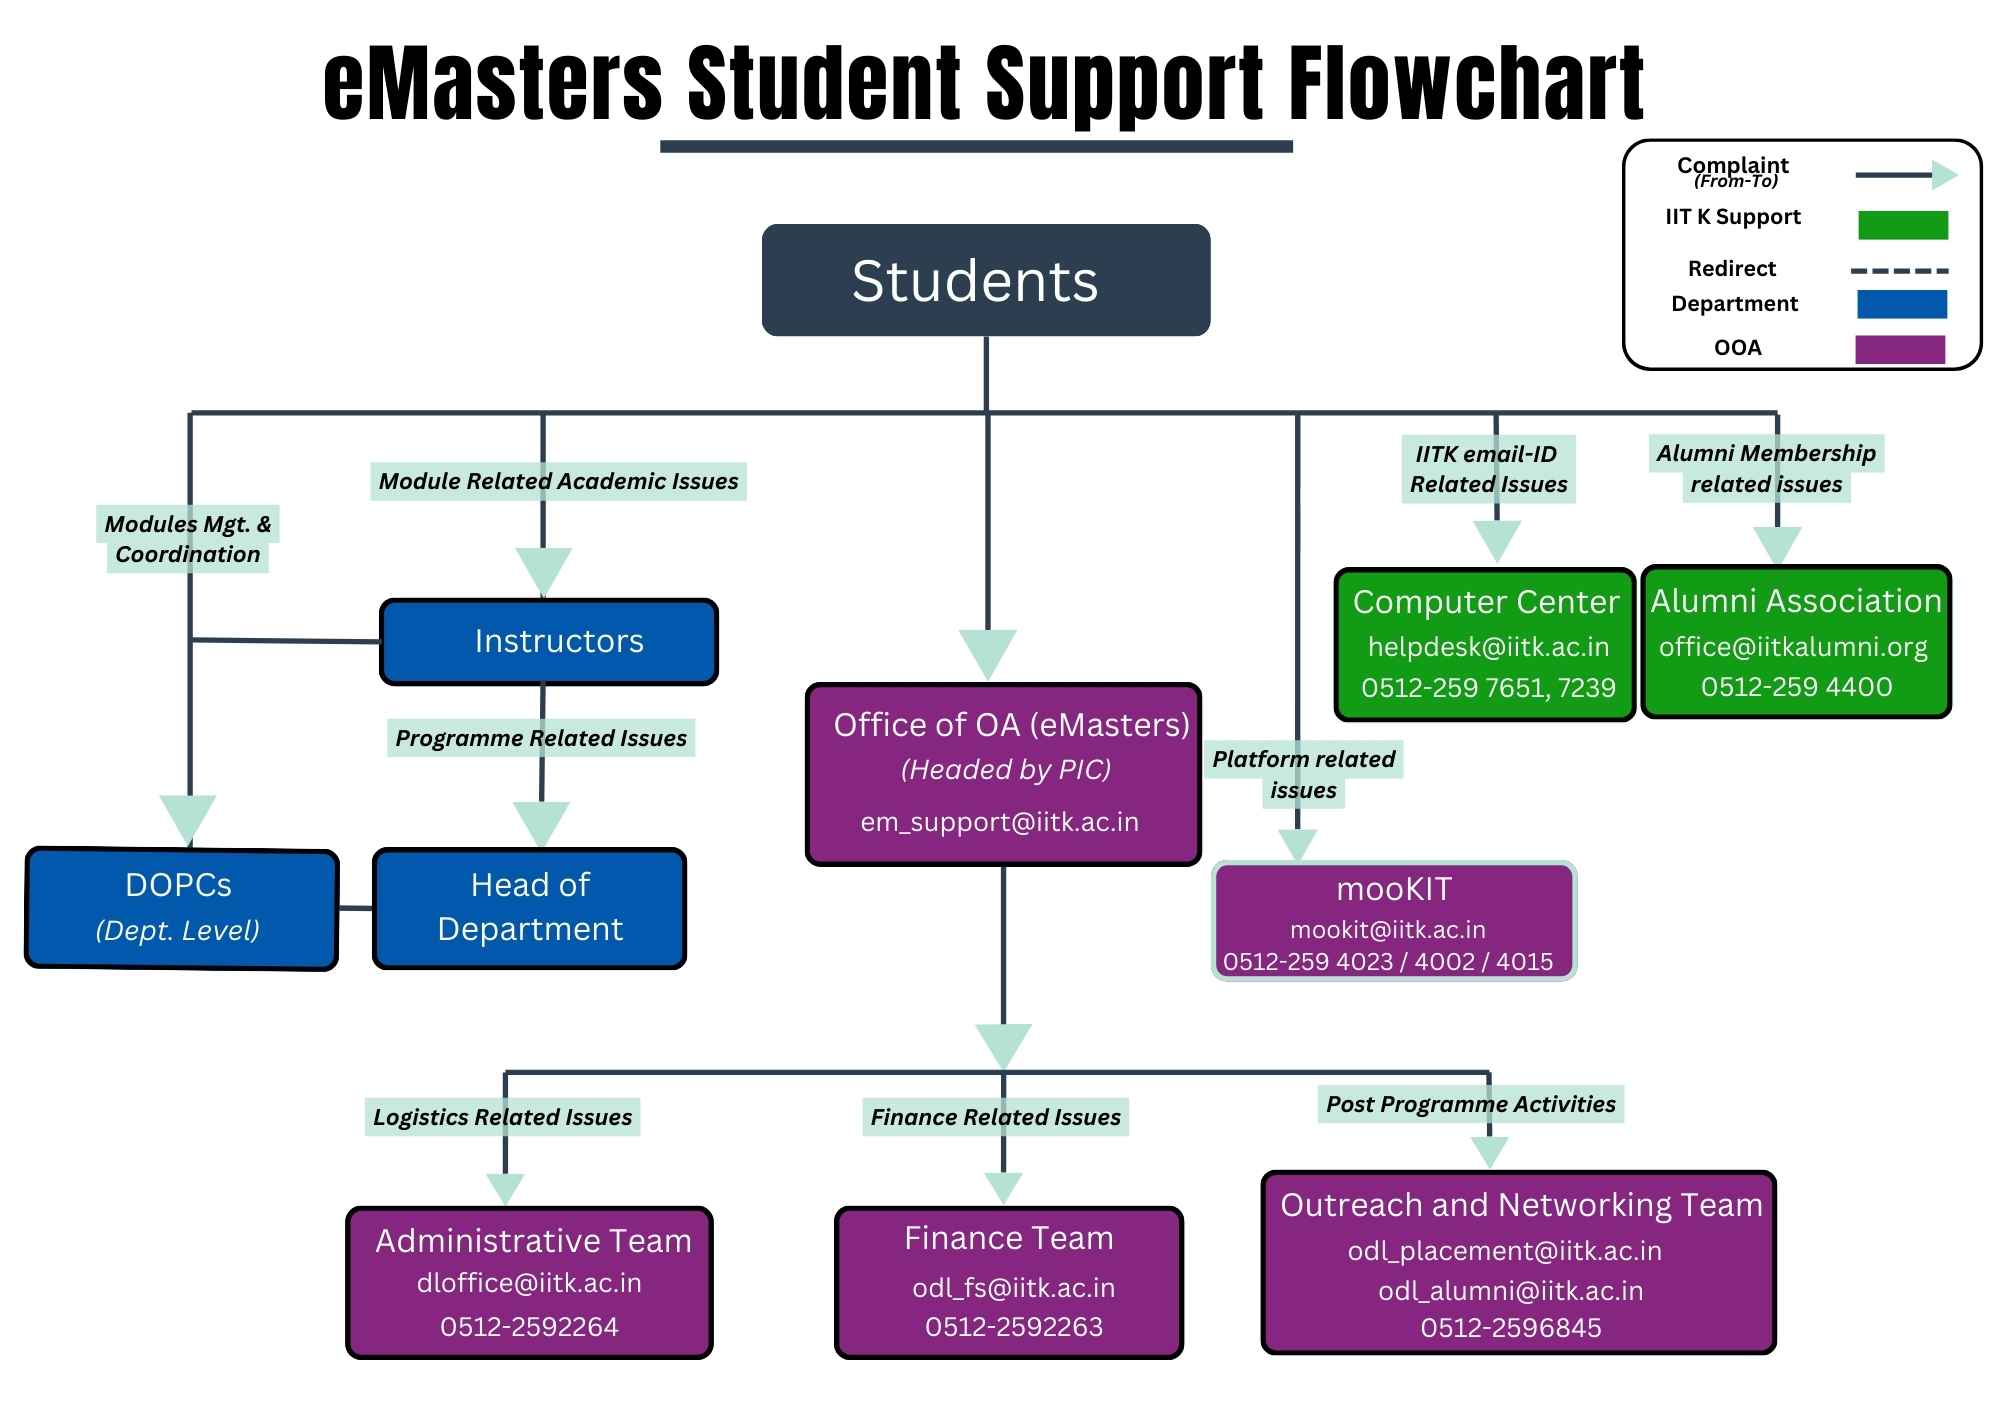 eMasters Student Support Flowchart
Complaint
(From-To)
IIT K Support
Redirect
Department
OOA
Students
Modules Mgt. &
Coordination
Module Related Academic Issues
IITK email-ID
Related Issues
Alumni Membership
related issues
Instructors
Programme Related Issues
Computer Center
helpdesk@iitk.ac.in
0512-259 7651, 7239
Alumni Association
office@iitkalumni.org
0512-259 4400
Office of OA (eMasters)
(Headed by PIC)
em_support@iitk.ac.in
Platform related
issues
DOPCs
(Dept. Level)
Head of
Department
mooKIT
mookit@iitk.ac.in
0512-259 4023 / 4002 / 4015
Logistics Related Issues
Finance Related Issues
Post Programme Activities
Administrative Team
dloffice@iitk.ac.in
0512-2592264
Finance Team
odl_fs@iitk.ac.in
0512-2592263
Outreach and Networking Team
odl_placement@iitk.ac.in
odl_alumni@iitk.ac.in
0512-2596845